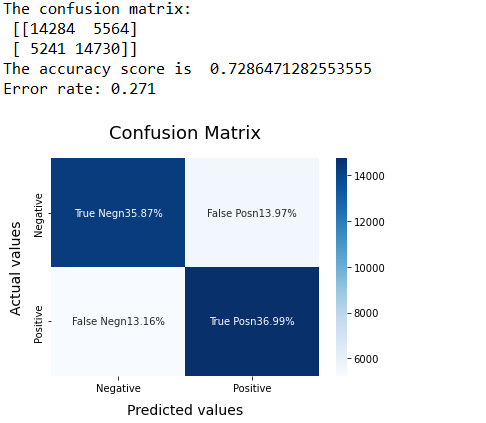 The confusion matrix:
[[14284 5564]
[ 5241 14730]]
The accuracy score is 0.7286471282553555
Error rate: 0.271
Confusion Matrix
Actual values
Negative
Positive
True Negn35.87%
False Posn13.97%
False Negn13.16%
True Posn36.99%
Negative
Positive
Predicted values
14000
12000
10000
8000
6000